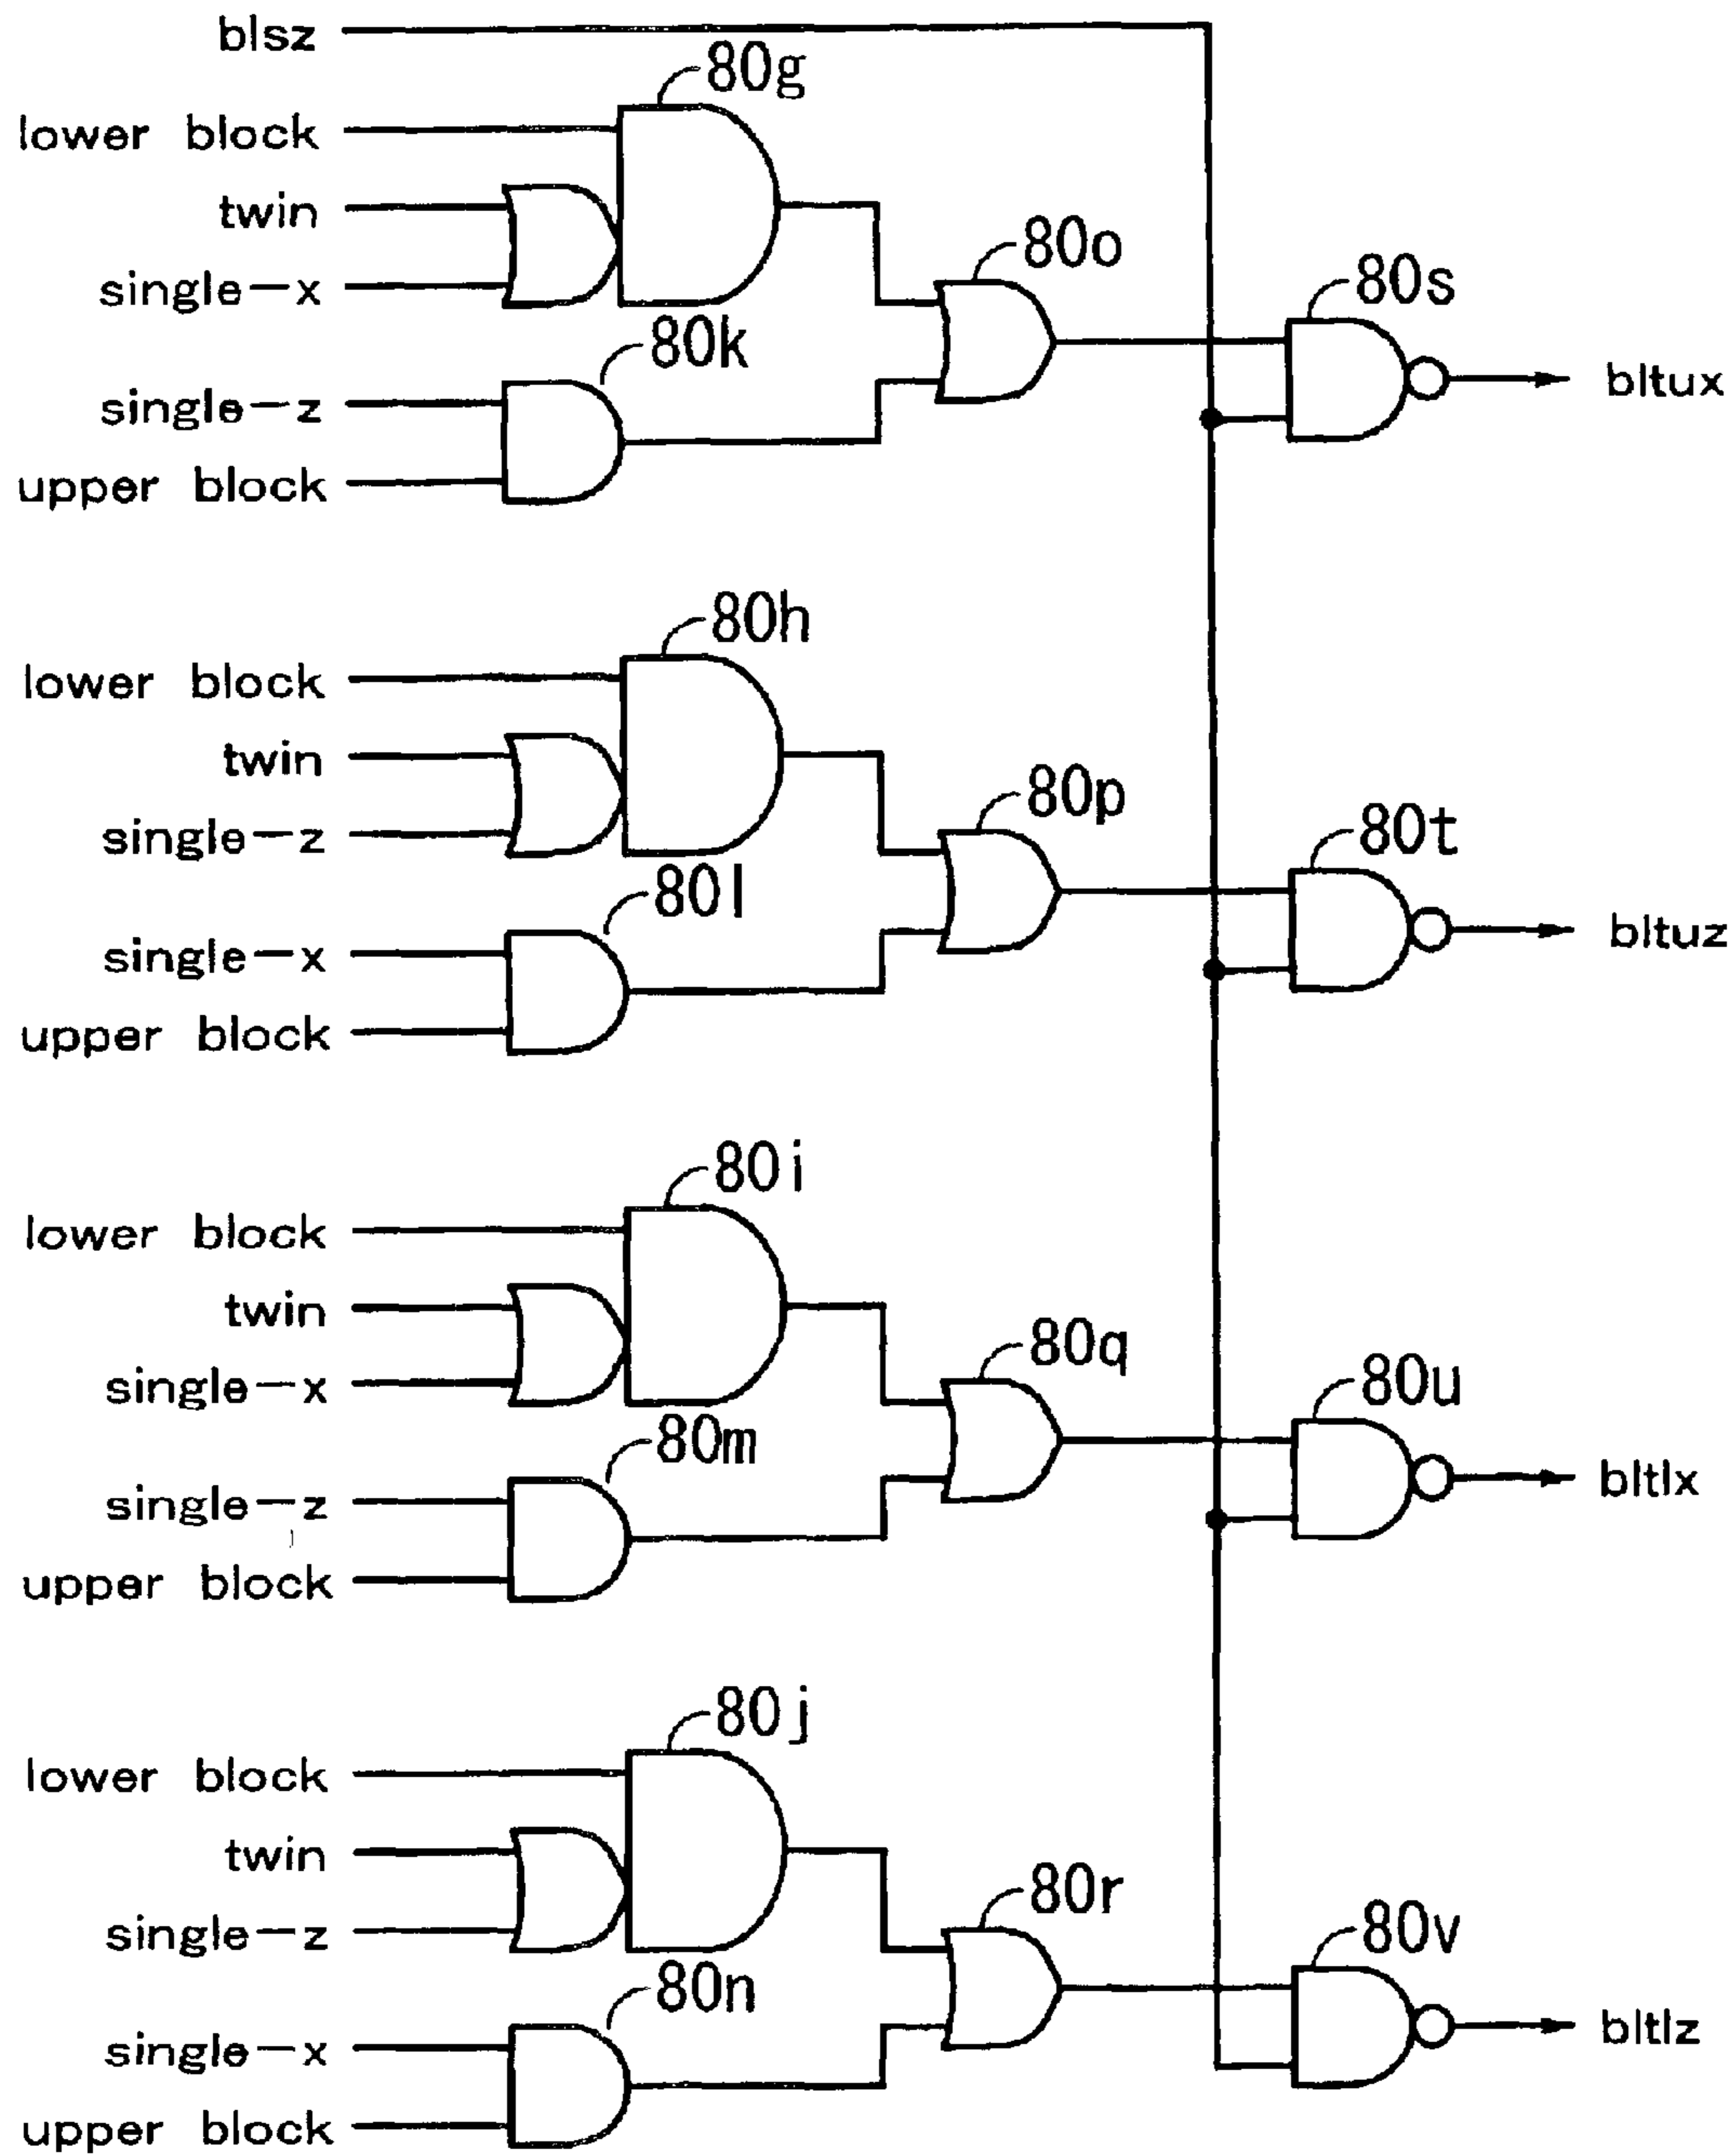 blsz
80g
lower block
twin
80o
single-x
80s
80k
single-z
bltux
upper block
80h
lower block
twin
80p
single-z
80t
80l
single-x
bltuz
upper block
80i
lower block
twin
80q
single-x
80u
80m
bltlx
single-z
upper block
80j
lower block
twin
80r
single-z
80v
80n
bltlz
single-x
upper block